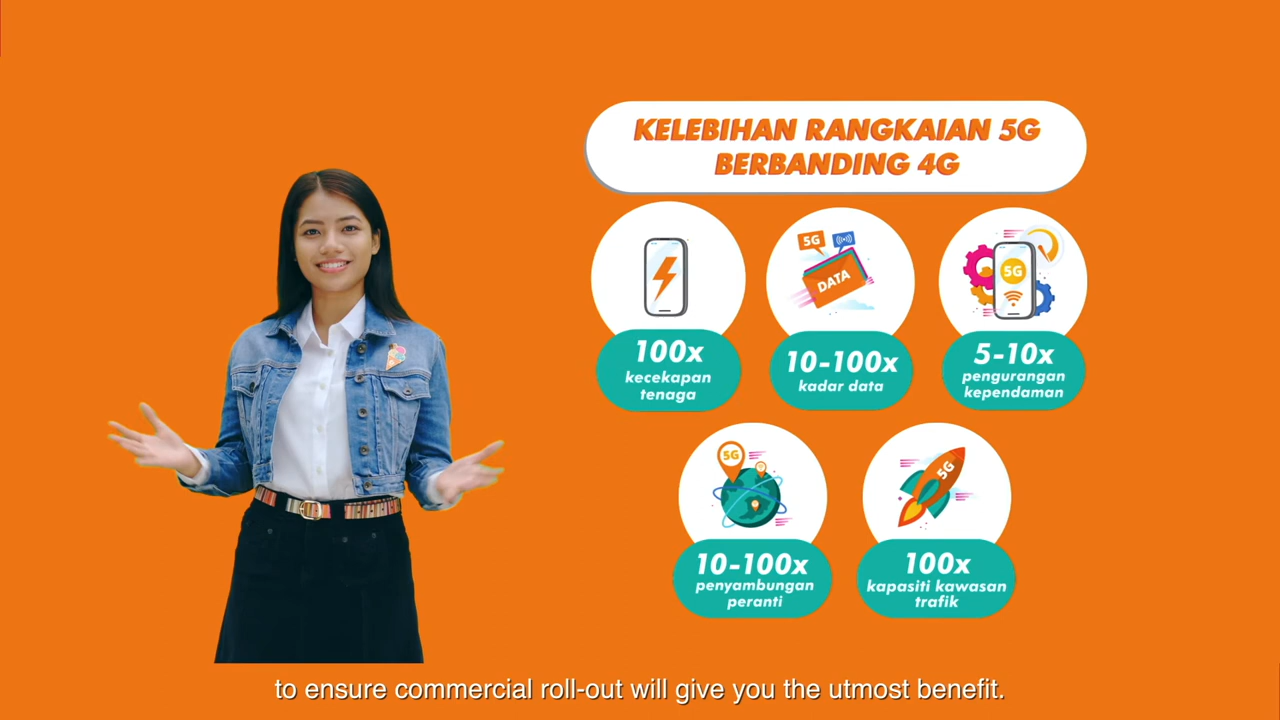 KELEBIHAN RANGKAIAN 5G
BERBANDING 4G
5G
DATA
5G
100x
kecekapan
tenaga
10-100x
kadar data
5-10x
pengurangan
kependaman
5G
5G
10-100x
penyambungan
peranti
100x
kapasiti kawasan
trafik
to ensure commercial roll-out will give you the utmost benefit.